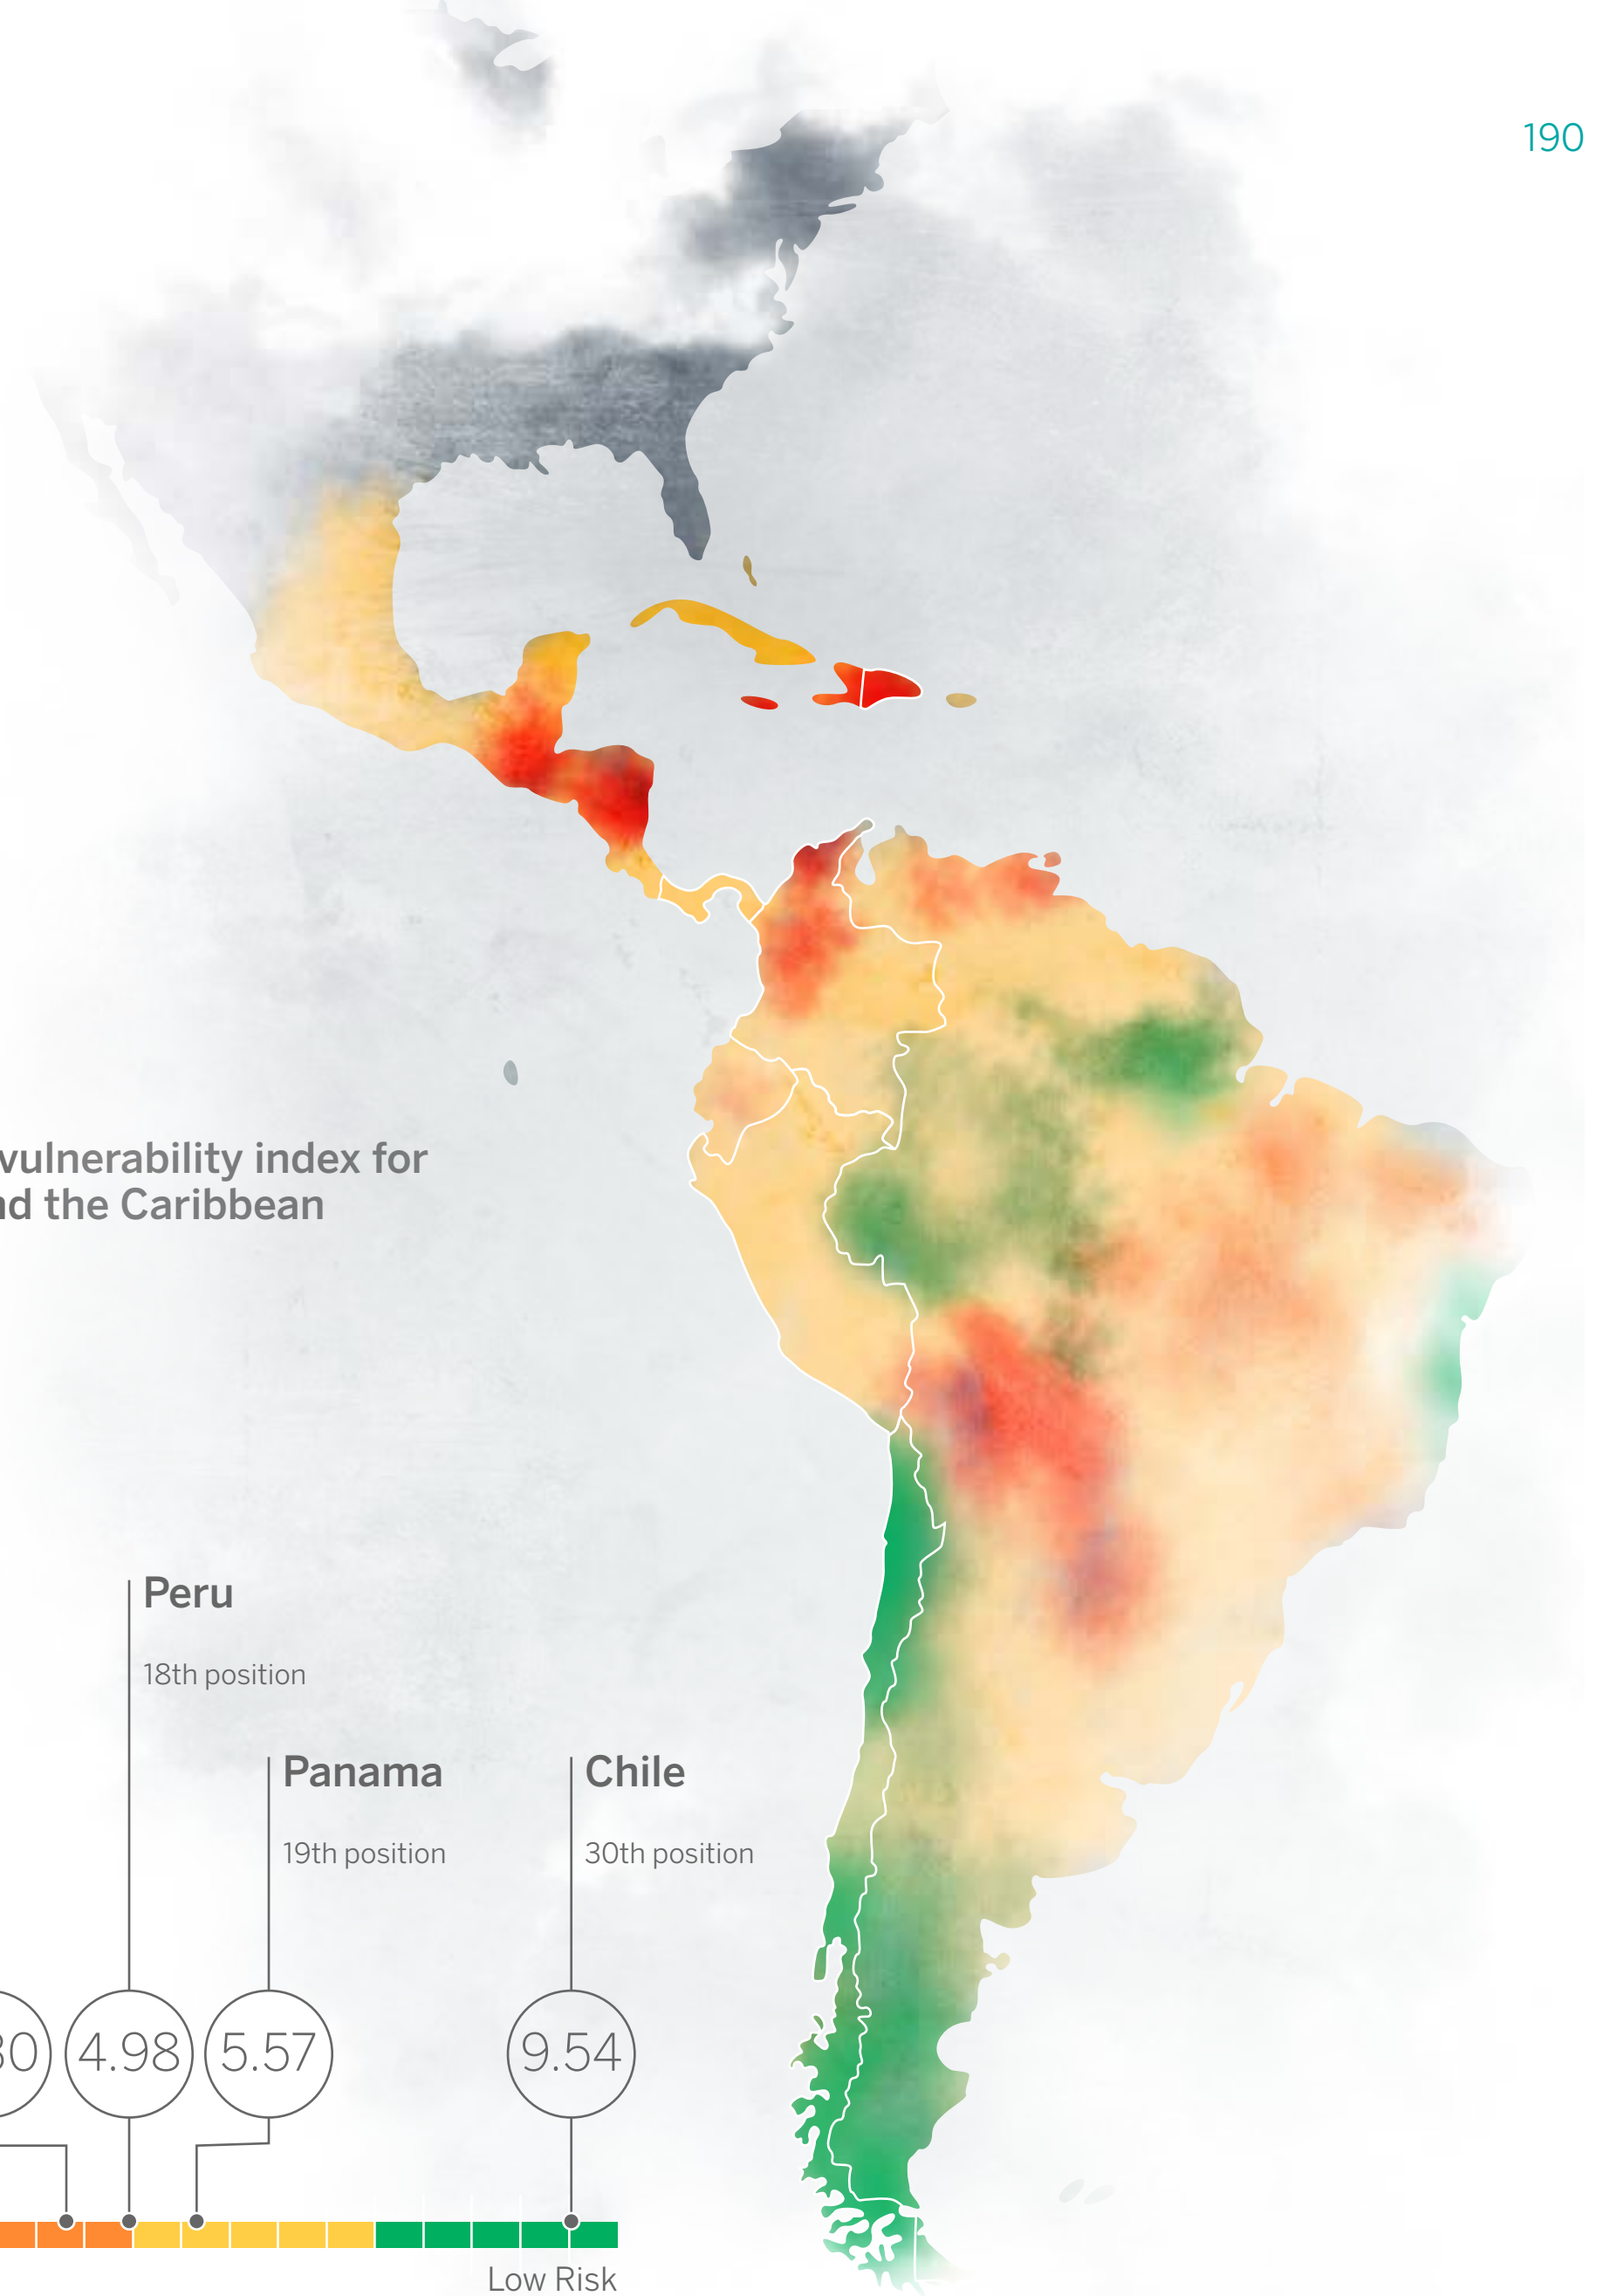 190
vulnerability index for
the Caribbean
Peru
18th position
Panama
19th position
Chile
30th position
4.98
5.57
9.54
Low Risk